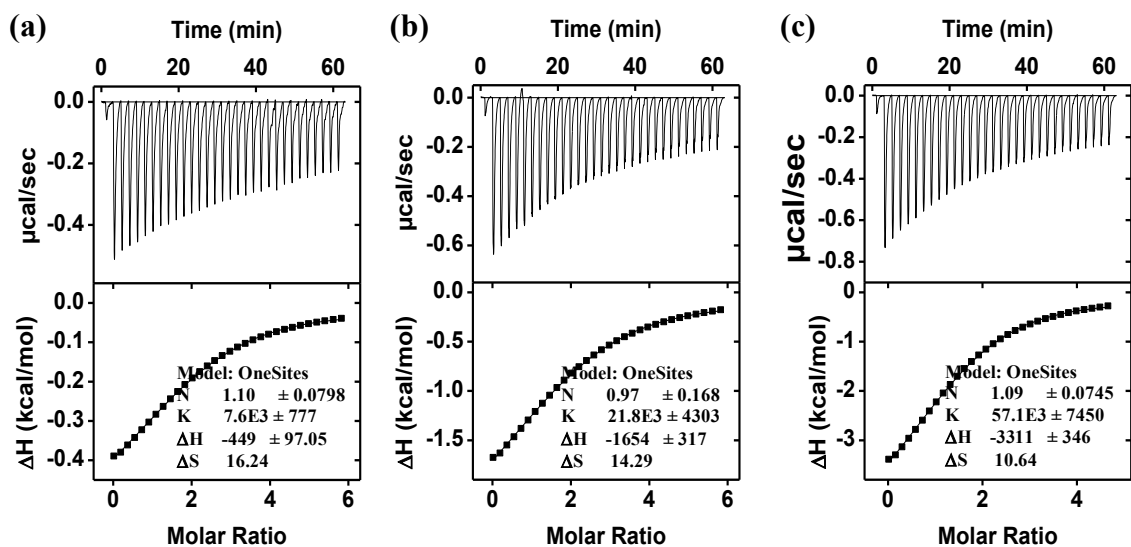 (a)
Time (min)
0 20 40 60
0.0
-0.2
-0.4
µcal/sec
0.0
-0.1
-0.2
-0.3
-0.4
ΔH (kcal/mol)
Model: OneSites
N 1.10 ± 0.0798
K 7.6E3 ± 777
ΔH -449 ± 97.05
ΔS 16.24
0 2 4 6
Molar Ratio
(b)
Time (min)
0 20 40 60
0.0
-0.2
-0.4
-0.6
µcal/sec
0.0
-0.5
-1.0
-1.5
ΔH (kcal/mol)
Model: OneSites
N 0.97 ± 0.168
K 21.8E3 ± 4303
ΔH -1654 ± 317
ΔS 14.29
0 2 4 6
Molar Ratio
(c)
Time (min)
0 20 40 60
0.0
-0.2
-0.4
-0.6
-0.8
µcal/sec
0
-1
-2
-3
ΔH (kcal/mol)
Model: OneSites
N 1.09 ± 0.0745
K 57.1E3 ± 7450
ΔH -3311 ± 346
ΔS 10.64
0 2 4
Molar Ratio